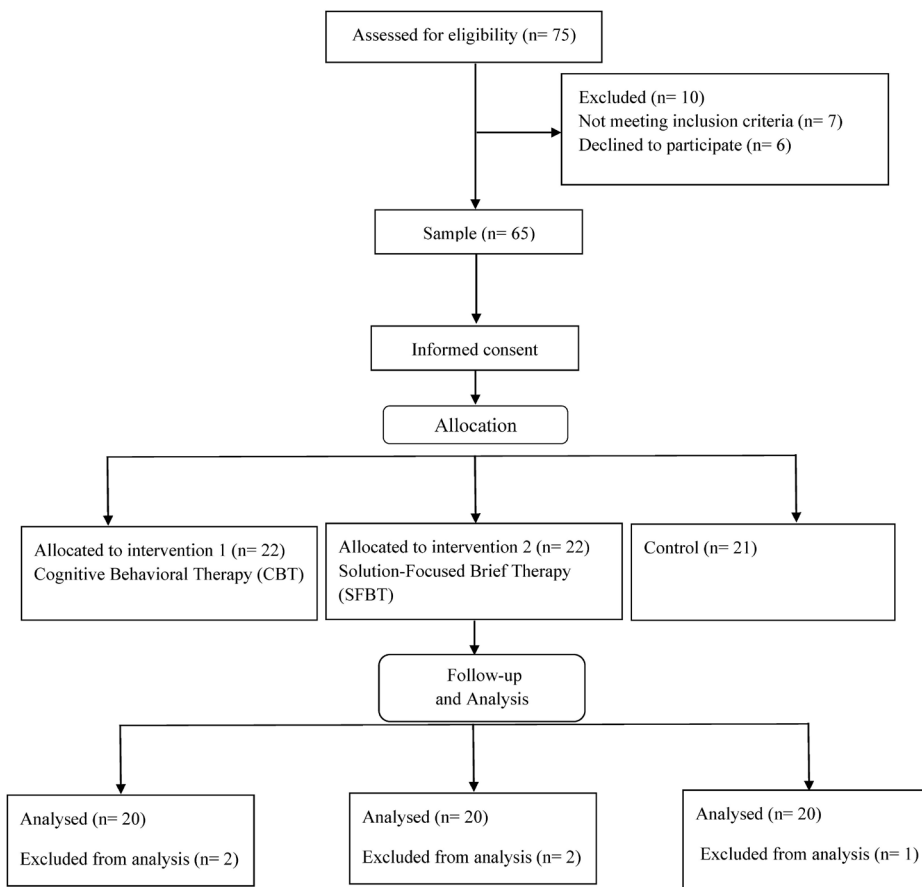 Assessed for eligibility (n= 75)
Excluded (n= 10)
Not meeting inclusion criteria (n= 7)
Declined to participate (n= 6)
Sample (n= 65)
Informed consent
Allocation
Allocated to intervention 1 (n= 22)
Cognitive Behavioral Therapy (CBT)
Allocated to intervention 2 (n= 22)
Solution-Focused Brief Therapy
(SFBT)
Control (n= 21)
Follow-up
and Analysis
Analysed (n= 20)
Excluded from analysis (n= 2)
Analysed (n= 20)
Excluded from analysis (n= 2)
Analysed (n= 20)
Excluded from analysis (n= 1)